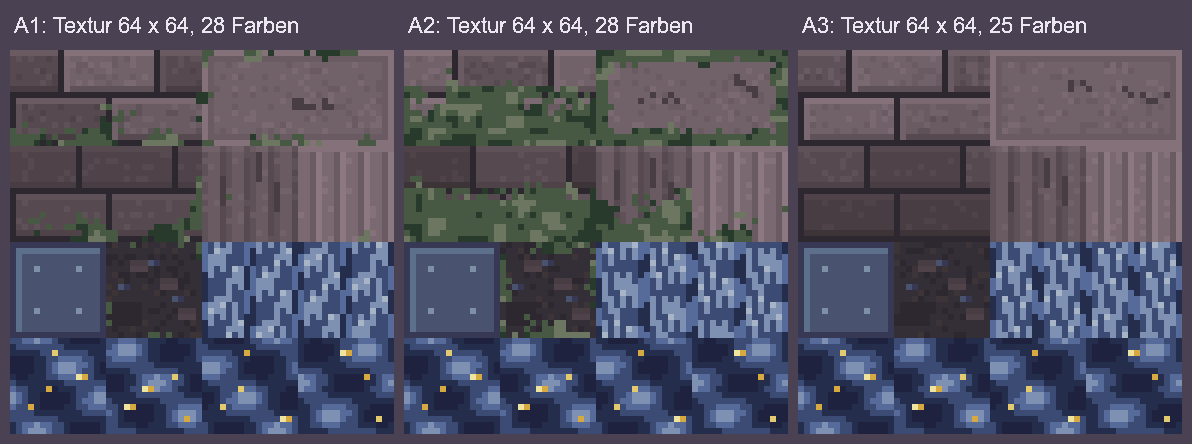 A1: Textur 64 x 64, 28 Farben
A2: Textur 64 x 64, 28 Farben
A3: Textur 64 x 64, 25 Farben